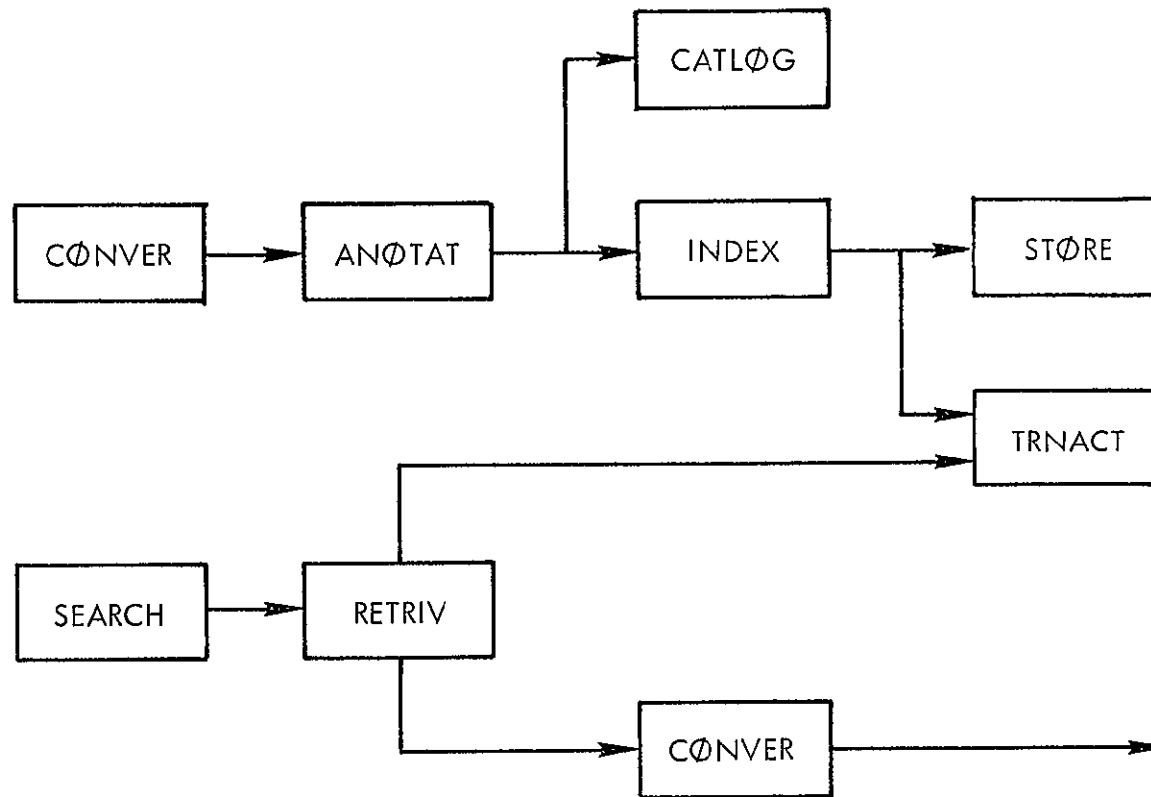 CATLØG
CØNVER
ANØTAT
INDEX
STØRE
TRNACT
SEARCH
RETRIV
CØNVER